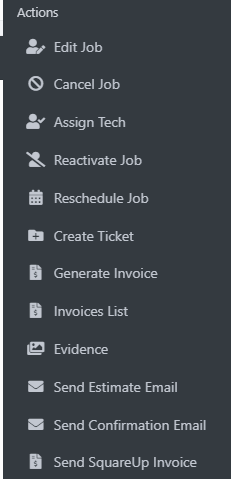 Actions
Edit Job
Cancel Job
Assign Tech
Reactivate Job
Reschedule Job
Create Ticket
Generate Invoice
Invoices List
Evidence
Send Estimate Email
Send Confirmation Email
Send SquareUp Invoice